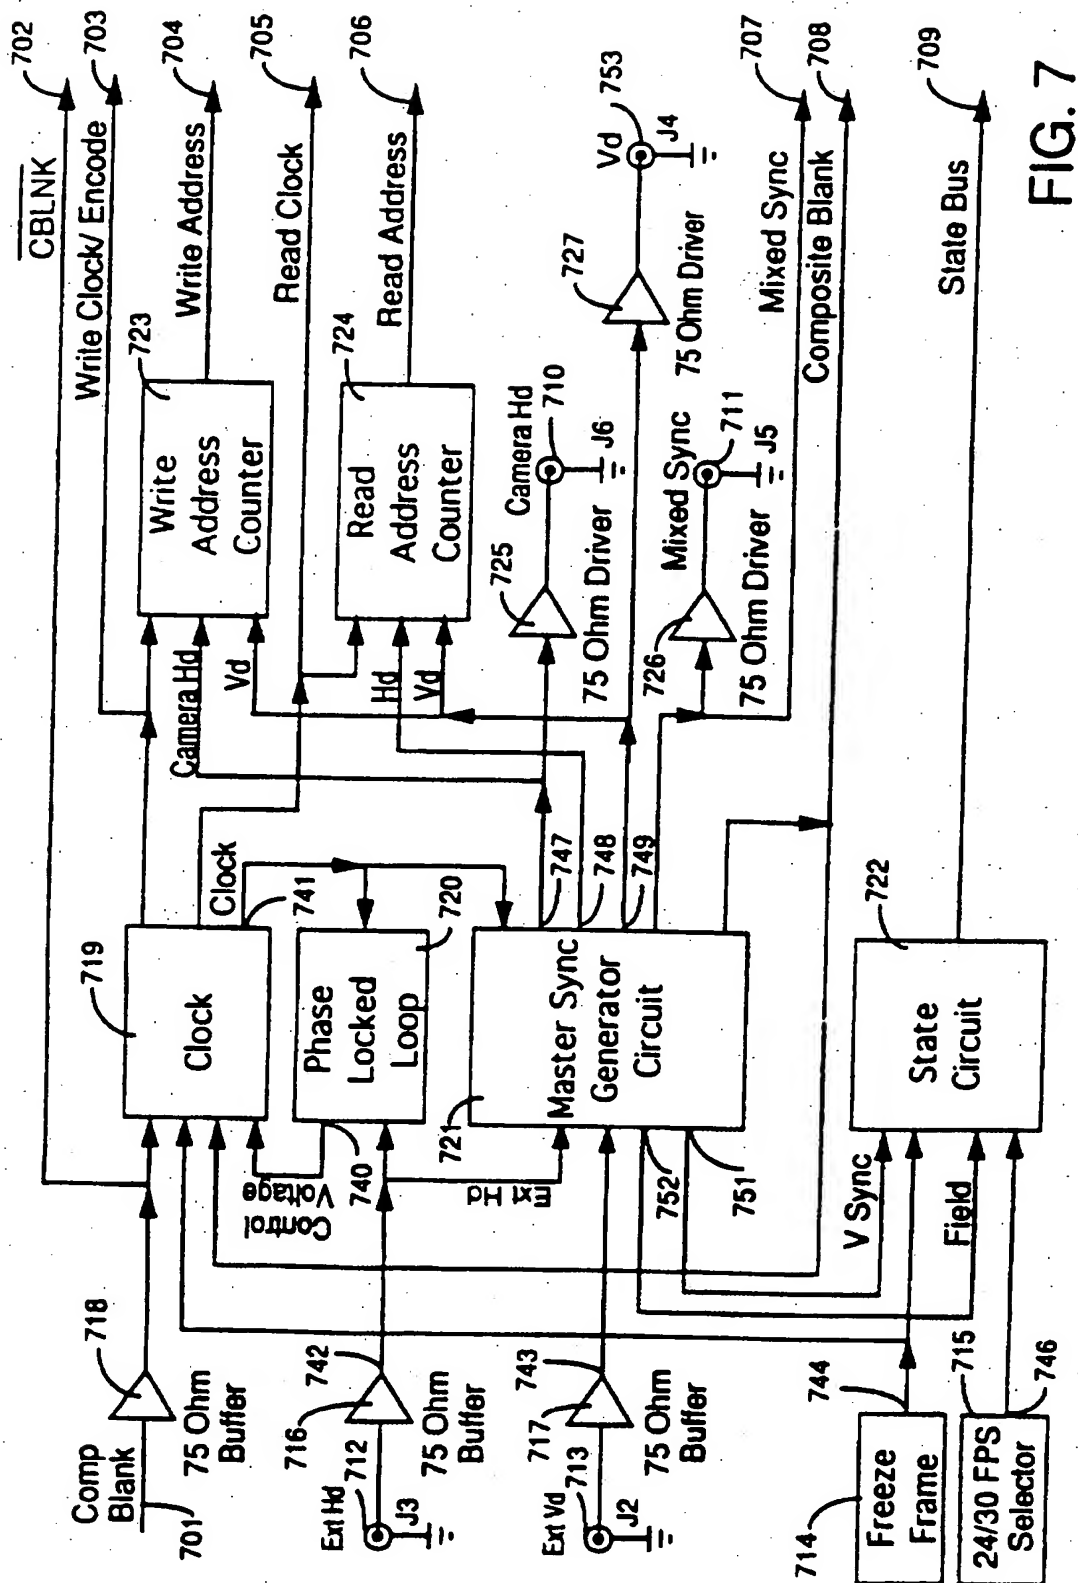 702
CBLNK
703
Write Clock/ Encode
704
Write Address
705
Read Clock
706
Read Address
723
Write
Address
Counter
724
Read
Address
Counter
Camera Hd
Vd
Hd
Vd
719
Clock
Clock
741
Phase
Locked
Loop
720
740
Control
Voltage
Ext Hd
721
Master Sync
Generator
Circuit
747
748
749
752
751
Comp
Blank
701
718
75 Ohm
Buffer
Ext Hd
712
J3
716
742
75 Ohm
Buffer
Ext Vd
713
J2
717
743
75 Ohm
Buffer
725
75 Ohm Driver
Camera Hd
710
J6
726
75 Ohm Driver
Mixed Sync
711
J5
727
75 Ohm Driver
Vd
753
J4
707
Mixed Sync
708
Composite Blank
709
State Bus
722
State
Circuit
V Sync
Field
714
Freeze
Frame
744
715
24/30 FPS
Selector
746
FIG. 7